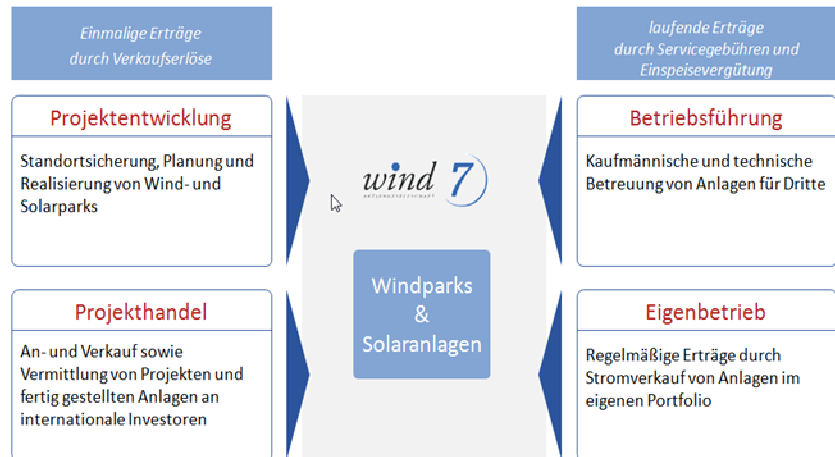 Einmalige Erträge
durch Verkaufserlöse
laufende Erträge
durch Servicegebühren und
Einspeisevergütung
Projektentwicklung
Standortsicherung, Planung und
Realisierung von Wind- und
Solarparks
Projekthandel
An- und Verkauf sowie
Vermittlung von Projekten und
fertig gestellten Anlagen an
internationale Investoren
wind 7
AKTIENGESELLSCHAFT
Windparks
&
Solaranlagen
Betriebsführung
Kaufmännische und technische
Betreuung von Anlagen für Dritte
Eigenbetrieb
Regelmäßige Erträge durch
Stromverkauf von Anlagen im
eigenen Portfolio